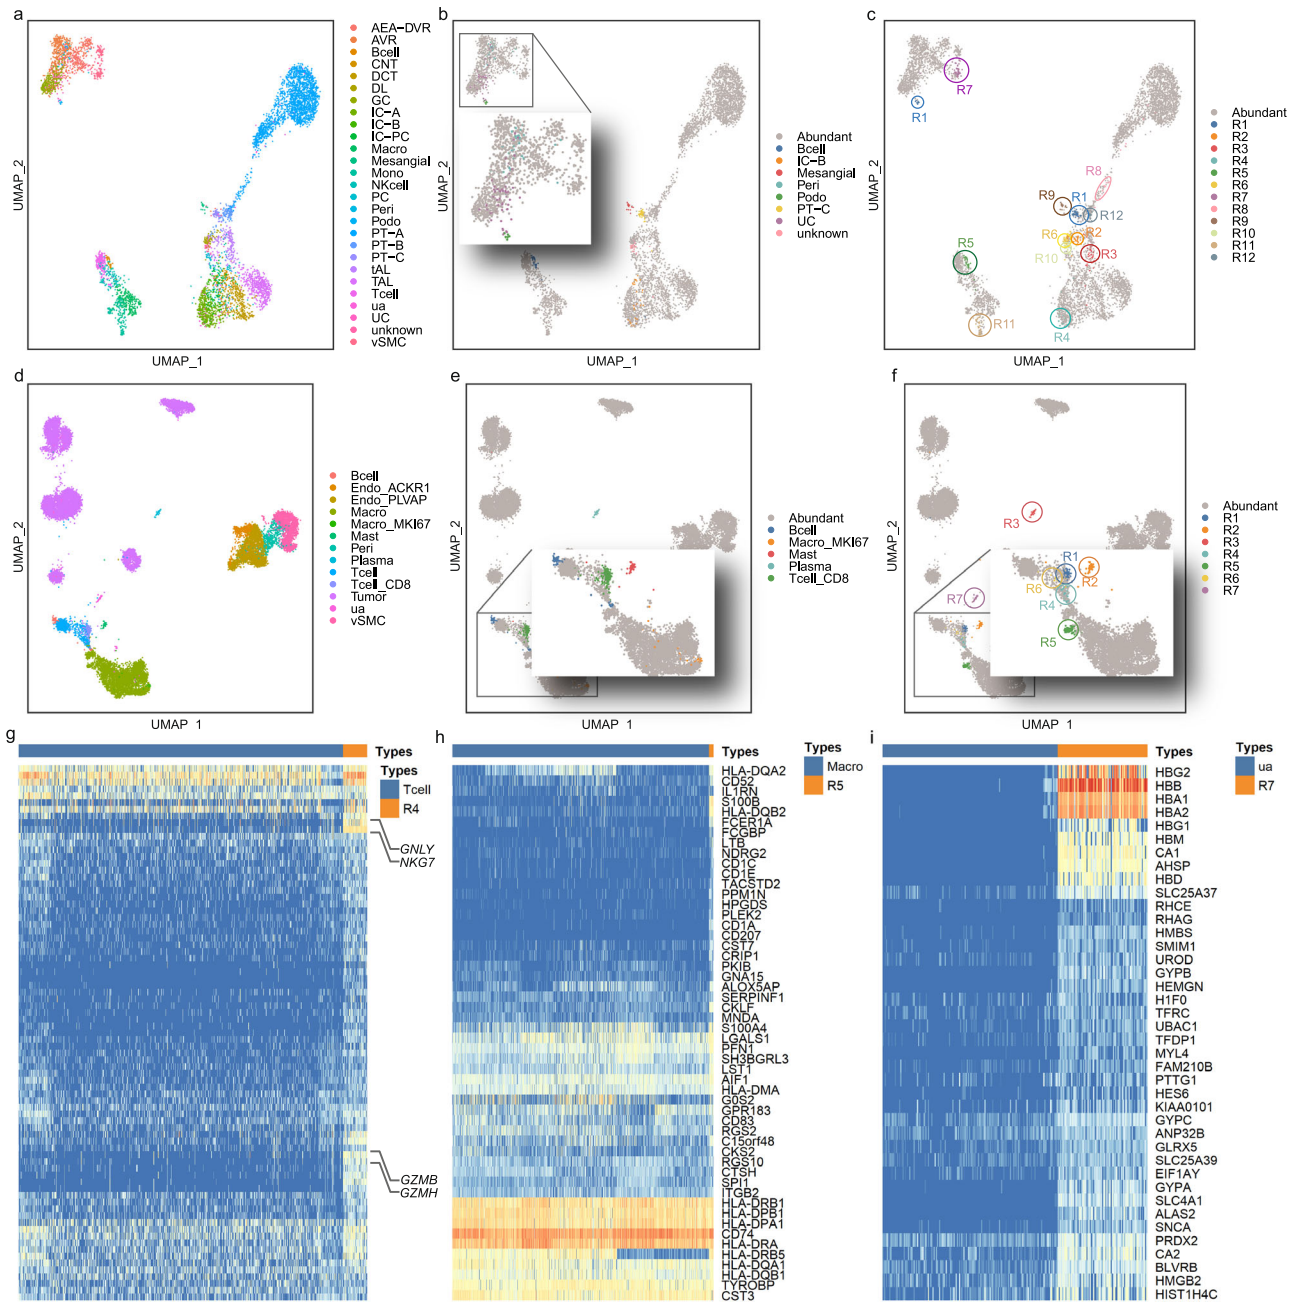 a
AEA-DVR
AVR
Bcell
CNT
DCT
DL
GC
IC-A
IC-B
IC-PC
Macro
Mesangial
Mono
NKcell
PC
Peri
Podo
PT-A
PT-B
PT-C
tAL
TAL
Tcell
ua
UC
unknown
vSMC
UMAP_2
UMAP_1
b
Abundant
Bcell
IC-B
Mesangial
Peri
Podo
PT-C
UC
unknown
UMAP_2
UMAP_1
c
R7
R1
R8
R9
R1
R12
R6
R2
R10
R3
R5
R11
R4
Abundant
R1
R2
R3
R4
R5
R6
R7
R8
R9
R10
R11
R12
UMAP_2
UMAP_1
d
Bcell
Endo_ACKR1
Endo_PLVAP
Macro
Macro_MKI67
Mast
Peri
Plasma
Tcell
Tcell_CD8
Tumor
ua
vSMC
UMAP_2
UMAP_1
e
Abundant
Bcell
Macro_MKI67
Mast
Plasma
Tcell_CD8
UMAP_2
UMAP_1
f
R3
R1
R2
R6
R4
R7
R5
Abundant
R1
R2
R3
R4
R5
R6
R7
UMAP_2
UMAP_1
g
Types
Types
Tcell
R4
GNLY
NKG7
GZMB
GZMH
h
Types
HLA-DQA2
CD52
IL1RN
S100B
HLA-DQB2
FCER1A
FCGBP
LTB
NDRG2
CD1C
CD1E
TACSTD2
PPM1N
HPGDS
PLEK2
CD1A
CD207
CST7
CRIP1
PKIB
GNA15
ALOX5AP
SERPINF1
CKLF
MNDA
S100A4
LGALS1
PFN1
SH3BGRL3
LST1
AIF1
HLA-DMA
G0S2
GPR183
CD83
RGS2
C15orf48
CKS2
RGS10
CTSH
SPI1
ITGB2
HLA-DRB1
HLA-DPB1
HLA-DPA1
CD74
HLA-DRA
HLA-DRB5
HLA-DQA1
HLA-DQB1
TYROBP
CST3
Types
Macro
R5
i
Types
HBG2
HBB
HBA1
HBA2
HBG1
HBM
CA1
AHSP
HBD
SLC25A37
RHCE
RHAG
HMBS
SMIM1
UROD
GYPB
HEMGN
H1F0
TFRC
UBAC1
TFDP1
MYL4
FAM210B
PTTG1
HES6
KIAA0101
GYPC
ANP32B
GLRX5
SLC25A39
EIF1AY
GYPA
SLC4A1
ALAS2
SNCA
PRDX2
CA2
BLVRB
HMGB2
HIST1H4C
Types
ua
R7